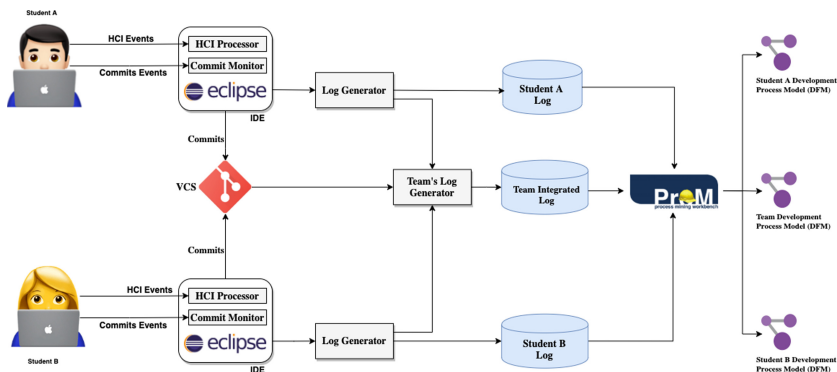 Student A
HCI Events
Commits Events
HCI Processor
Commit Monitor
eclipse
IDE
Log Generator
Student A
Log
Student A Development
Process Model (DFM)
Commits
VCS
Team's Log
Generator
Team Integrated
Log
ProM
process mining workbench
Team Development
Process Model (DFM)
Commits
HCI Events
Commits Events
HCI Processor
Commit Monitor
eclipse
IDE
Log Generator
Student B
Log
Student B Development
Process Model (DFM)
Student B